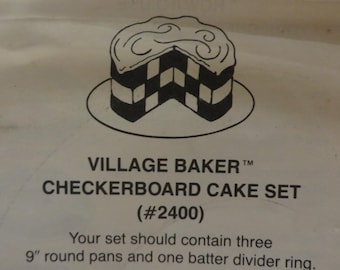 VILLAGE BAKER™
CHECKERBOARD CAKE SET
(#2400)
Your set should contain three
9" round pans and one batter divider ring.